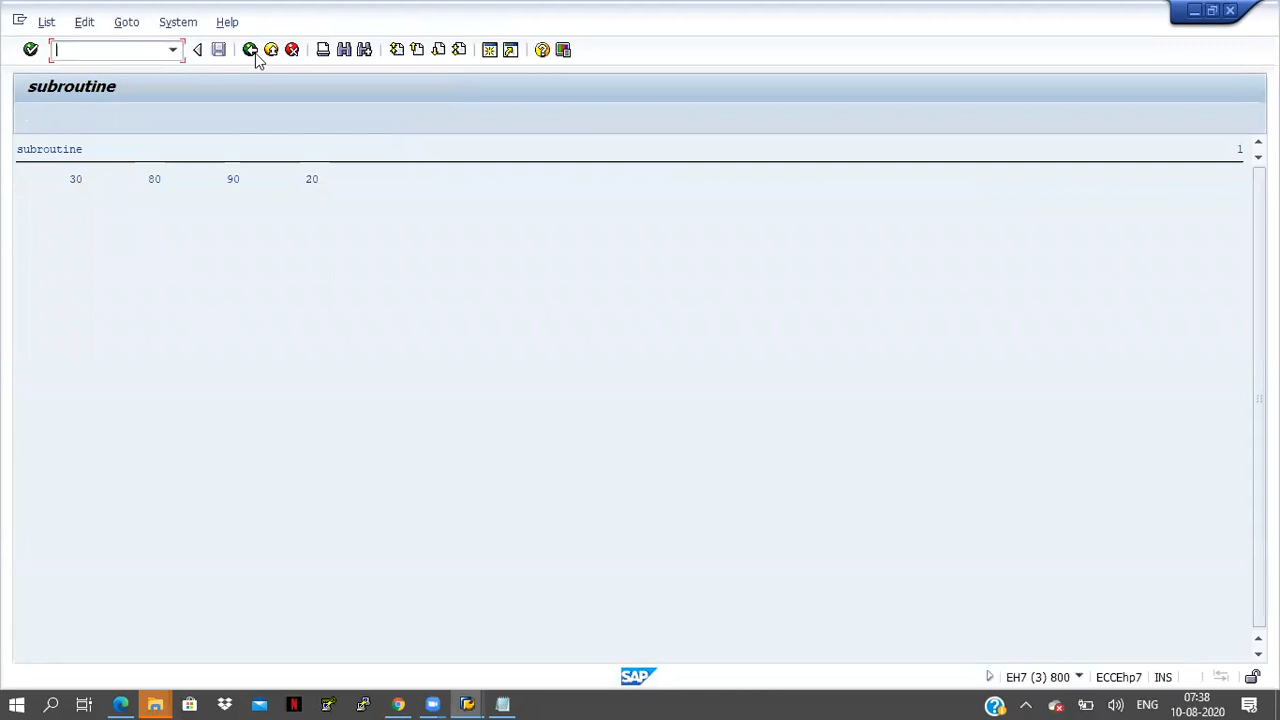 List Edit Goto System Help
subroutine
subroutine 1
30 80 90 20
SAP
EH7 (3) 800 ECCEhp7 INS
ENG 07:38
10-08-2020